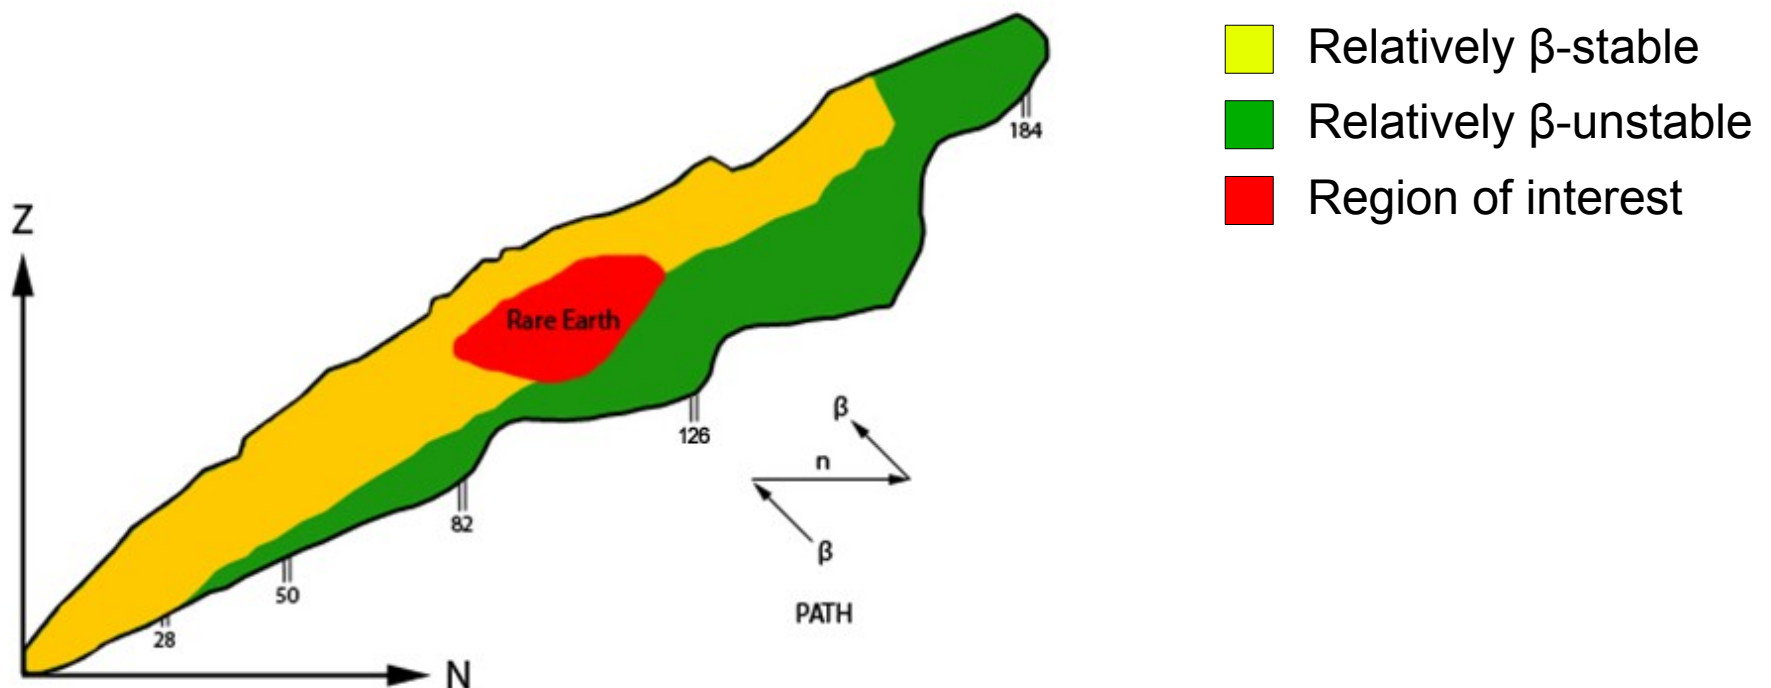 Relatively β-stable
Relatively β-unstable
Region of interest
184
Z
Rare Earth
β
126
n
82
β
50
PATH
28
N